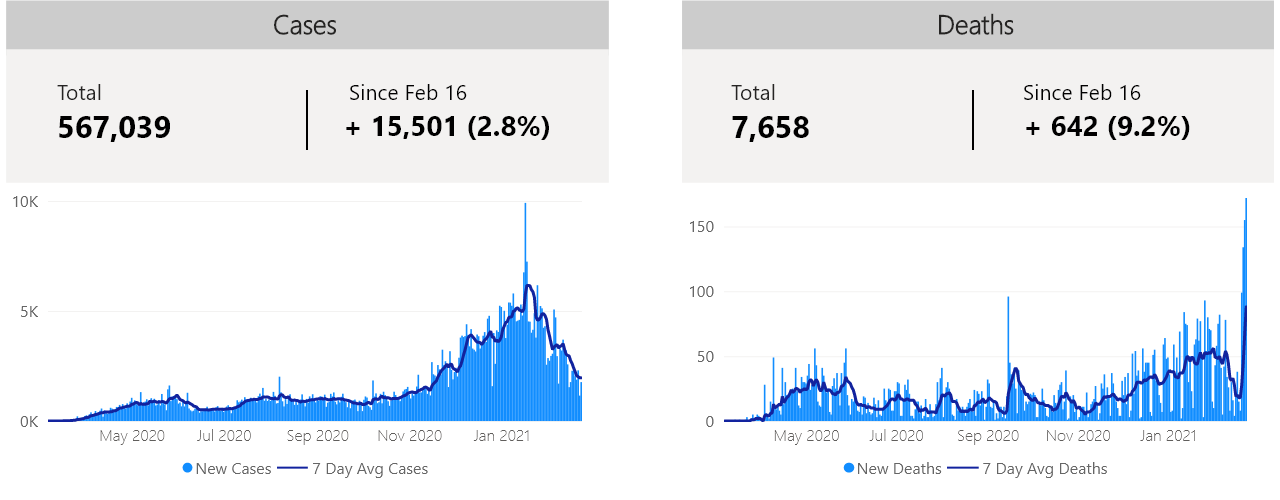 Cases
Total
567,039
Since Feb 16
+ 15,501 (2.8%)
10K
5K
0K
May 2020 Jul 2020 Sep 2020 Nov 2020 Jan 2021
New Cases 7 Day Avg Cases
Deaths
Total
7,658
Since Feb 16
+ 642 (9.2%)
150
100
50
0
May 2020 Jul 2020 Sep 2020 Nov 2020 Jan 2021
New Deaths 7 Day Avg Deaths